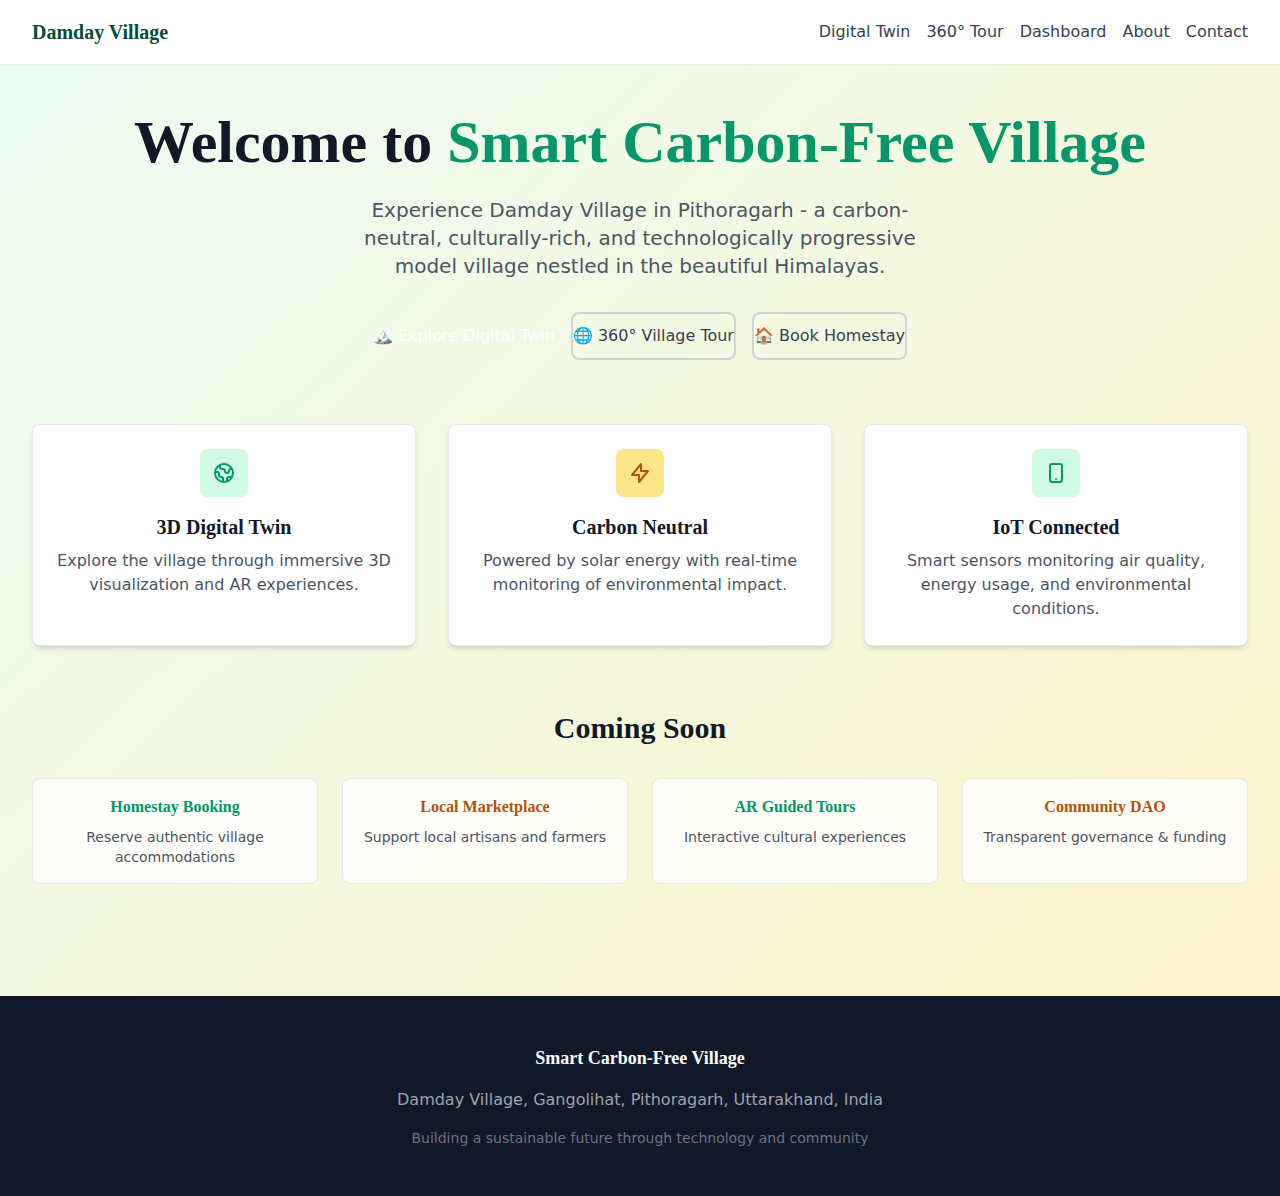 Damday Village
Digital Twin
360° Tour
Dashboard
About
Contact
Welcome to Smart Carbon-Free Village
Experience Damday Village in Pithoragarh - a carbon-
neutral, culturally-rich, and technologically progressive
model village nestled in the beautiful Himalayas.
🏔️ Explore Digital Twin
🌐 360° Village Tour
🏠 Book Homestay
3D Digital Twin
Explore the village through immersive 3D
visualization and AR experiences.
Carbon Neutral
Powered by solar energy with real-time
monitoring of environmental impact.
IoT Connected
Smart sensors monitoring air quality,
energy usage, and environmental
conditions.
Coming Soon
Homestay Booking
Reserve authentic village
accommodations
Local Marketplace
Support local artisans and farmers
AR Guided Tours
Interactive cultural experiences
Community DAO
Transparent governance & funding
Smart Carbon-Free Village
Damday Village, Gangolihat, Pithoragarh, Uttarakhand, India
Building a sustainable future through technology and community